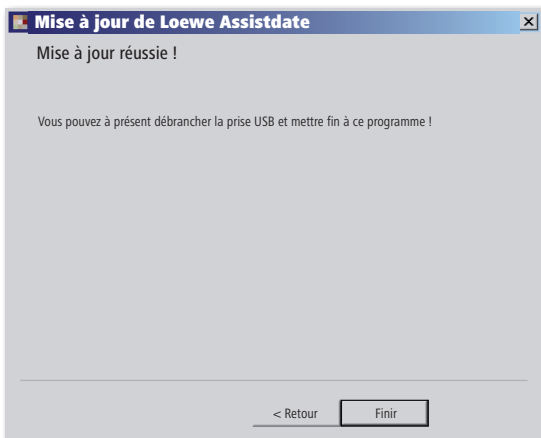 Mise à jour de Loewe Assistdate
Mise à jour réussie !
Vous pouvez à présent débrancher la prise USB et mettre fin à ce programme !
< Retour
Finir